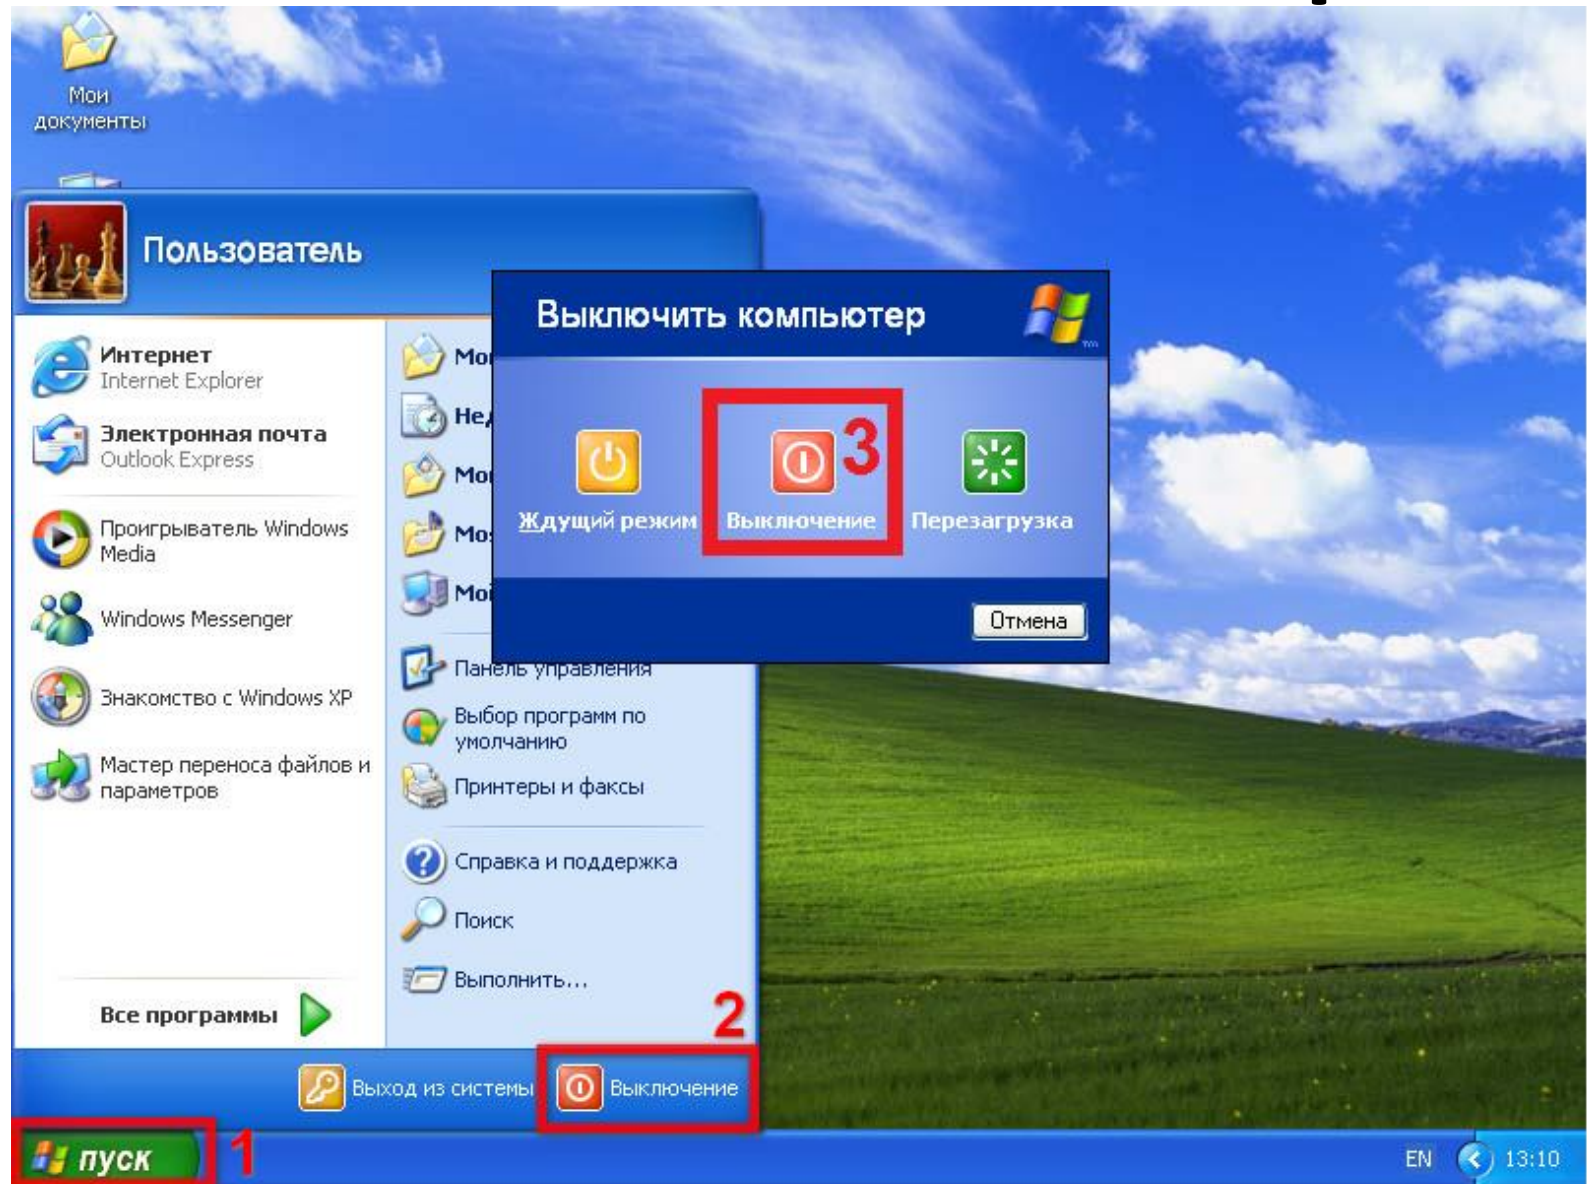 Мои
документы
Пользователь
Интернет
Internet Explorer
Электронная почта
Outlook Express
Проигрыватель Windows
Media
Windows Messenger
Знакомство с Windows XP
Мастер переноса файлов и
параметров
Все программы
Панель управления
Выбор программ по
умолчанию
Принтеры и факсы
Справка и поддержка
Поиск
Выполнить...
2
Выход из системы
Выключение
Выключить компьютер
3
Ждущий режим
Выключение
Перезагрузка
Отмена
пуск
1
EN
13:10